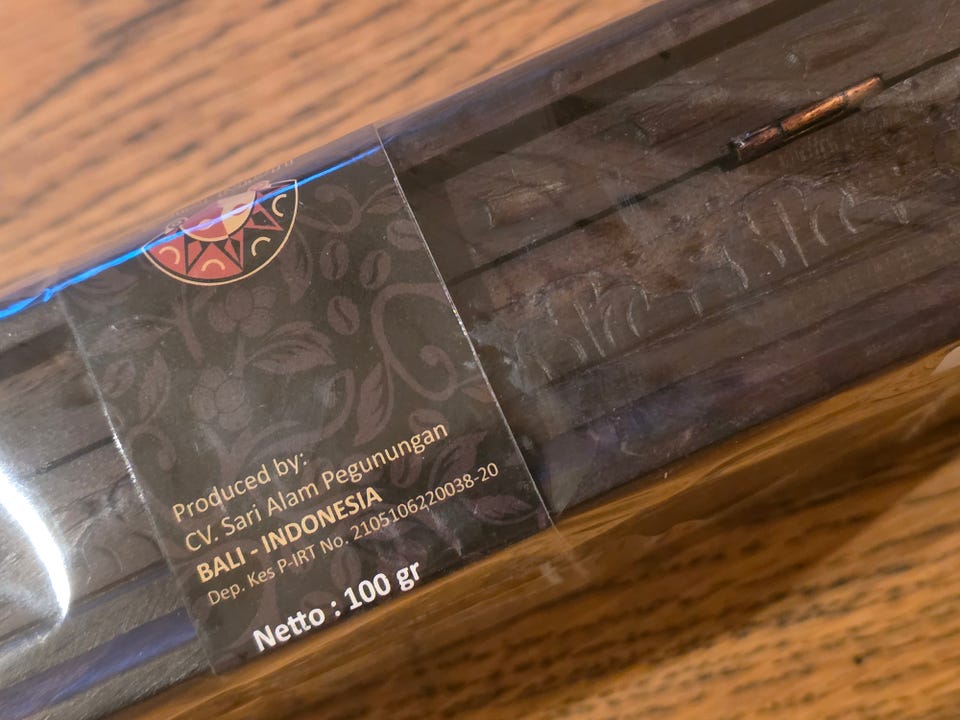 Produced by:
CV. Sari Alam Pegunungan
BALI - INDONESIA
Dep. Kes P-IRT No. 2105106220038-20
Netto : 100 gr